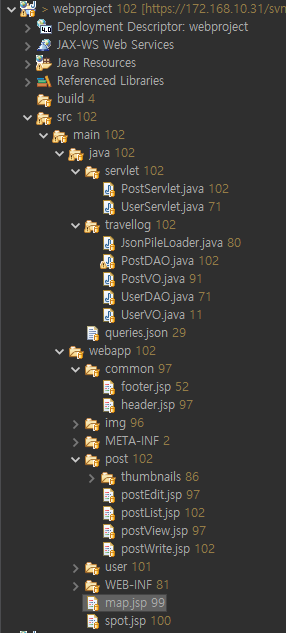 > webproject 102 [https://172.168.10.31/svn
Deployment Descriptor: webproject
JAX-WS Web Services
Java Resources
Referenced Libraries
build 4
src 102
main 102
java 102
servlet 102
PostServlet.java 102
UserServlet.java 71
travellog 102
JsonPileLoader.java 80
PostDAO.java 102
PostVO.java 91
UserDAO.java 71
UserVO.java 11
queries.json 29
webapp 102
common 97
footer.jsp 52
header.jsp 97
img 96
META-INF 2
post 102
thumbnails 86
postEdit.jsp 97
postList.jsp 102
postView.jsp 97
postWrite.jsp 102
user 101
WEB-INF 81
map.jsp 99
spot.jsp 100